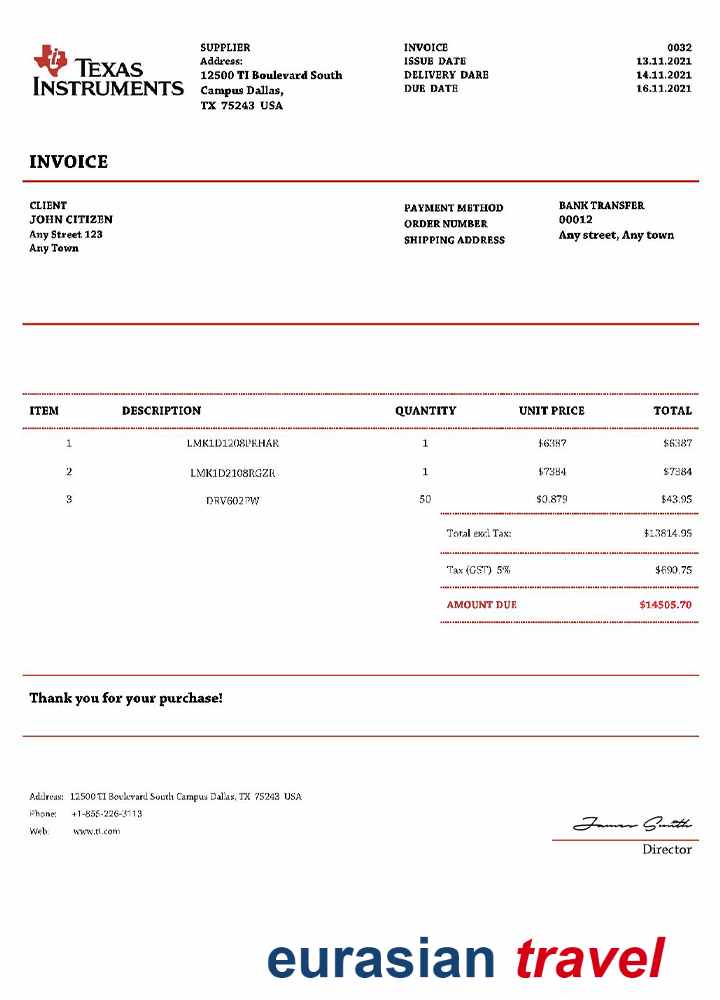 TEXAS
INSTRUMENTS
SUPPLIER
Address:
12500 TI Boulevard South
Campus Dallas,
TX 75243 USA
INVOICE 0032
ISSUE DATE 13.11.2021
DELIVERY DARE 14.11.2021
DUE DATE 16.11.2021
INVOICE
CLIENT
JOHN CITIZEN
Any Street 123
Any Town
PAYMENT METHOD BANK TRANSFER
ORDER NUMBER 00012
SHIPPING ADDRESS Any street, Any town
ITEM DESCRIPTION QUANTITY UNIT PRICE TOTAL
1 LMK1D1208PRHAR 1 $6387 $6387
2 LMK1D2108RGZR 1 $7384 $7384
3 DRV602PW 50 $0.879 $43.95
Total excl Tax: $13814.95
Tax (GST) 5% $690.75
AMOUNT DUE $14505.70
Thank you for your purchase!
Address: 12500 TI Boulevard South Campus Dallas, TX 75243 USA
Phone: +1-855-226-3113
Web: www.ti.com
James Smith
Director
eurasian travel